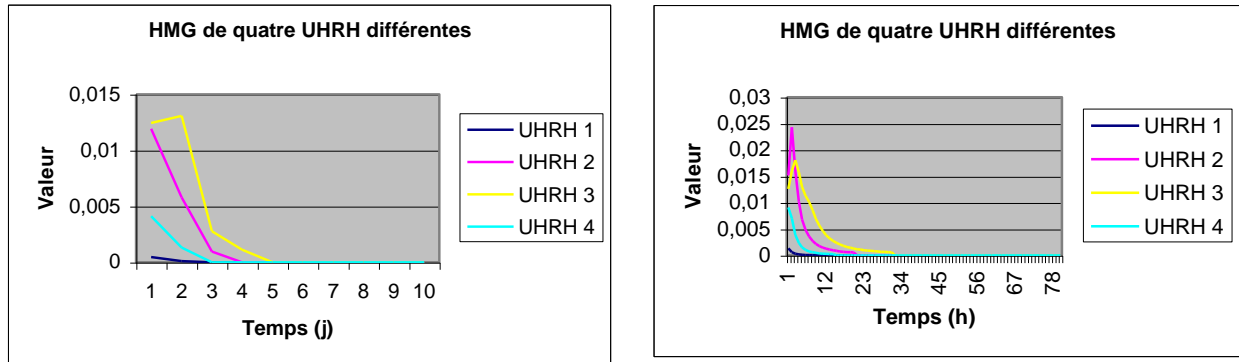 HMG de quatre UHRH différentes
0,015
0,01
0,005
0
Valeur
1 2 3 4 5 6 7 8 9 10
Temps (j)
UHRH 1
UHRH 2
UHRH 3
UHRH 4
HMG de quatre UHRH différentes
0,03
0,025
0,02
0,015
0,01
0,005
0
Valeur
1 12 23 34 45 56 67 78
Temps (h)
UHRH 1
UHRH 2
UHRH 3
UHRH 4